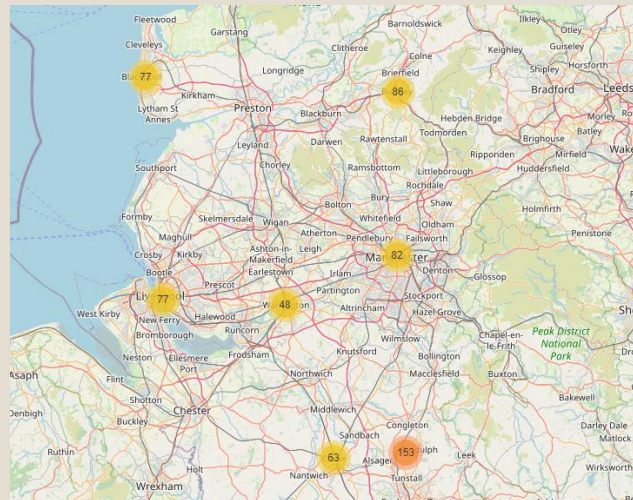 Fleetwood
Garstang
Barnoldswick
Ilkley
Otley
Cleveleys
Clitheroe
Colne
Keighley
Guiseley
Shipley
Horsforth
77
Longridge
Brierfield
86
Bradford
Leeds
Kirkham
Preston
Lytham St
Annes
Blackburn
Hebden Bridge
Morley
Batley
Darwen
Rawtenstall
Todmorden
Brighouse
Leyland
Mirfield
Ripponden
Huddersfield
Chorley
Ramsbottom
Littleborough
Southport
Rochdale
Bury
Shaw
Bolton
Holmfirth
Formby
Skelmersdale
Wigan
Whitefield
Oldham
Penistone
Maghull
Atherton
Pendlebury
Failsworth
Crosby
Kirkby
Ashton-in-
Makerfield
Leigh
82
Bootle
Earlestown
Irlam
Denton
Glossop
77
Prescot
48
Partington
Stockport
West Kirby
New Ferry
Halewood
Altrincham
Hazel Grove
Runcorn
Bromborough
Wilmslow
Chapel-en-
le-Frith
Peak District
National
Park
Neston
Ellesmere
Port
Frodsham
Knutsford
Bollington
Asaph
Flint
Northwich
Macclesfield
Buxton
Shotton
Bakewell
Denbigh
Chester
Middlewich
Buckley
Congleton
Darley Dale
Sandbach
Matlock
Ruthin
Holt
63
153
Alsager
Leek
Wirksworth
Nantwich
Tunstall
Wrexham